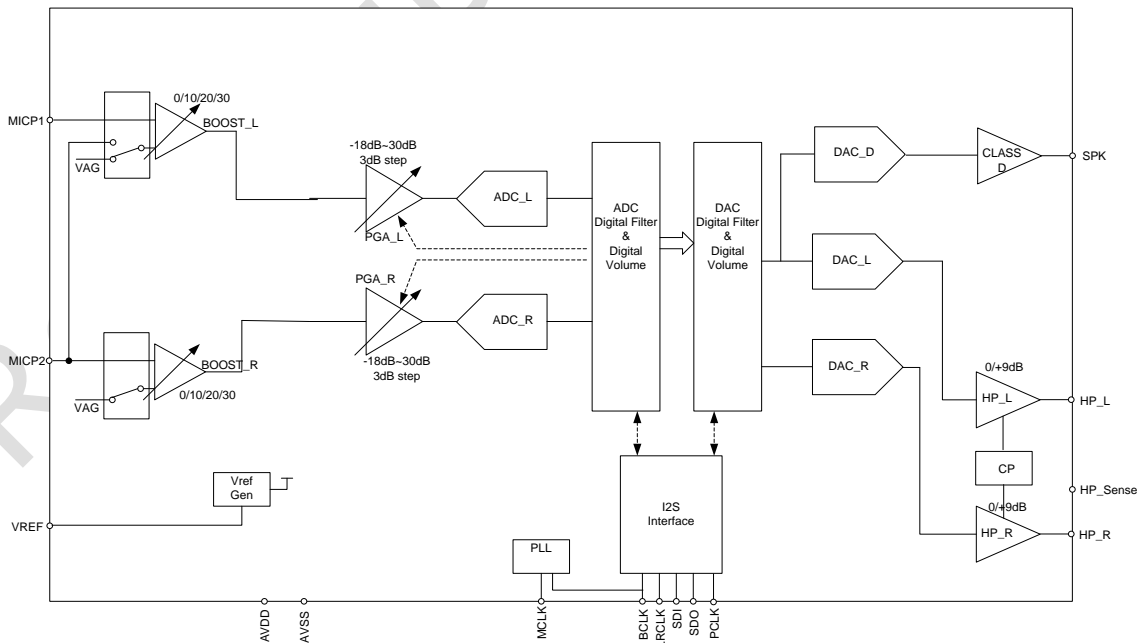 0/10/20/30
MICP1
BOOST_L
VAG
-18dB~30dB
3dB step
PGA_L
ADC_L
ADC
Digital Filter
&
Digital
Volume
DAC
Digital Filter
&
Digital
Volume
DAC_D
CLASS
D
SPK
DAC_L
PGA_R
ADC_R
-18dB~30dB
3dB step
MICP2
BOOST_R
0/10/20/30
VAG
DAC_R
0/+9dB
HP_L
HP_L
CP
HP_Sense
0/+9dB
HP_R
HP_R
Vref
Gen
VREF
I2S
Interface
PLL
AVDD
AVSS
MCLK
BCLK
RCLK
SDI
SDO
PCLK